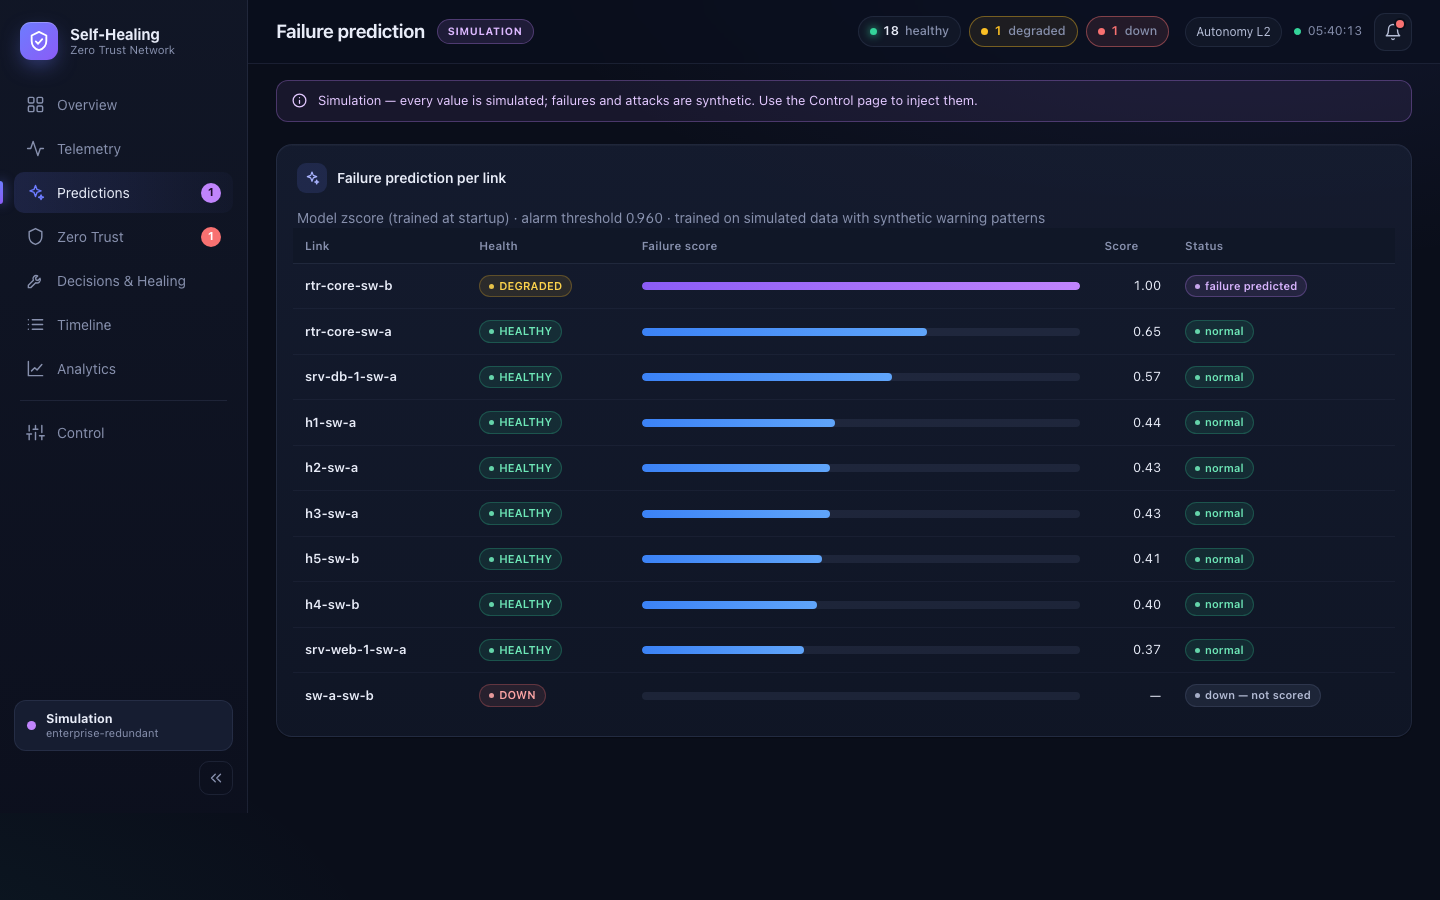 Self-Healing
Zero Trust Network
Overview
Telemetry
Predictions 1
Zero Trust 1
Decisions & Healing
Timeline
Analytics
Control
Simulation
enterprise-redundant
Failure prediction SIMULATION 18 healthy 1 degraded 1 down Autonomy L2 05:40:13
Simulation — every value is simulated; failures and attacks are synthetic. Use the Control page to inject them.
Failure prediction per link
Model zscore (trained at startup) · alarm threshold 0.960 · trained on simulated data with synthetic warning patterns
Link Health Failure score Score Status
rtr-core-sw-b DEGRADED 1.00 failure predicted
rtr-core-sw-a HEALTHY 0.65 normal
srv-db-1-sw-a HEALTHY 0.57 normal
h1-sw-a HEALTHY 0.44 normal
h2-sw-a HEALTHY 0.43 normal
h3-sw-a HEALTHY 0.43 normal
h5-sw-b HEALTHY 0.41 normal
h4-sw-b HEALTHY 0.40 normal
srv-web-1-sw-a HEALTHY 0.37 normal
sw-a-sw-b DOWN — down — not scored